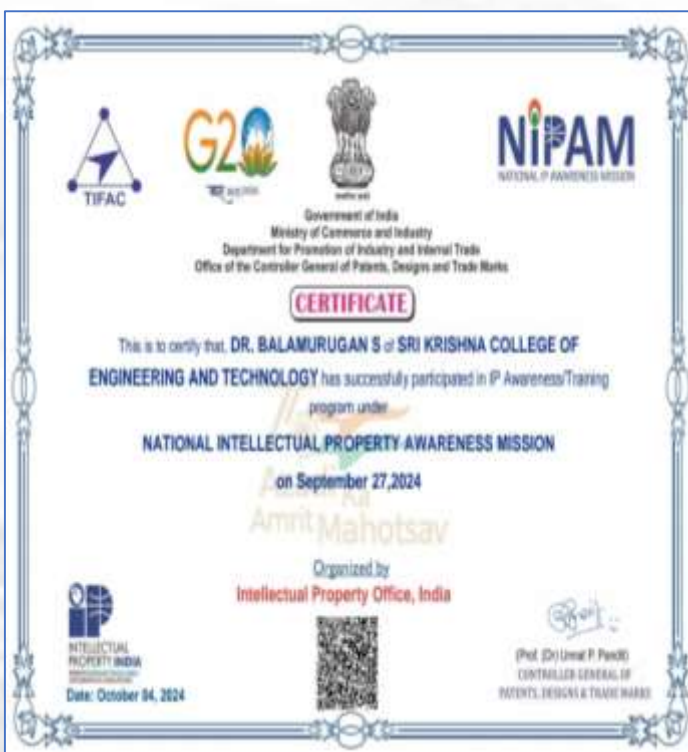 TIFAC
G20
NiPAM
NATIONAL IP AWARENESS MISSION
Government of India
Ministry of Commerce and Industry
Department for Promotion of Industry and Internal Trade
Office of the Controller General of Patents, Designs and Trade Marks
CERTIFICATE
This is to certify that, DR. BALAMURUGAN S of SRI KRISHNA COLLEGE OF
ENGINEERING AND TECHNOLOGY has successfully participated in IP Awareness/Training
program under
NATIONAL INTELLECTUAL PROPERTY AWARENESS MISSION
on September 27,2024
Azadi Ka
Amrit Mahotsav
Organized by
Intellectual Property Office, India
iP
INTELLECTUAL
PROPERTY INDIA
Date: October 04, 2024
(Prof. (Dr) Unnat P. Pandit)
CONTROLLER GENERAL OF
PATENTS, DESIGNS & TRADE MARKS